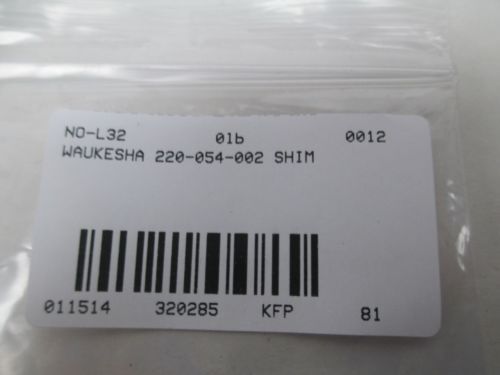 NO-L32 01b 0012
WAUKESHA 220-054-002 SHIM
011514 320285 KFP 81